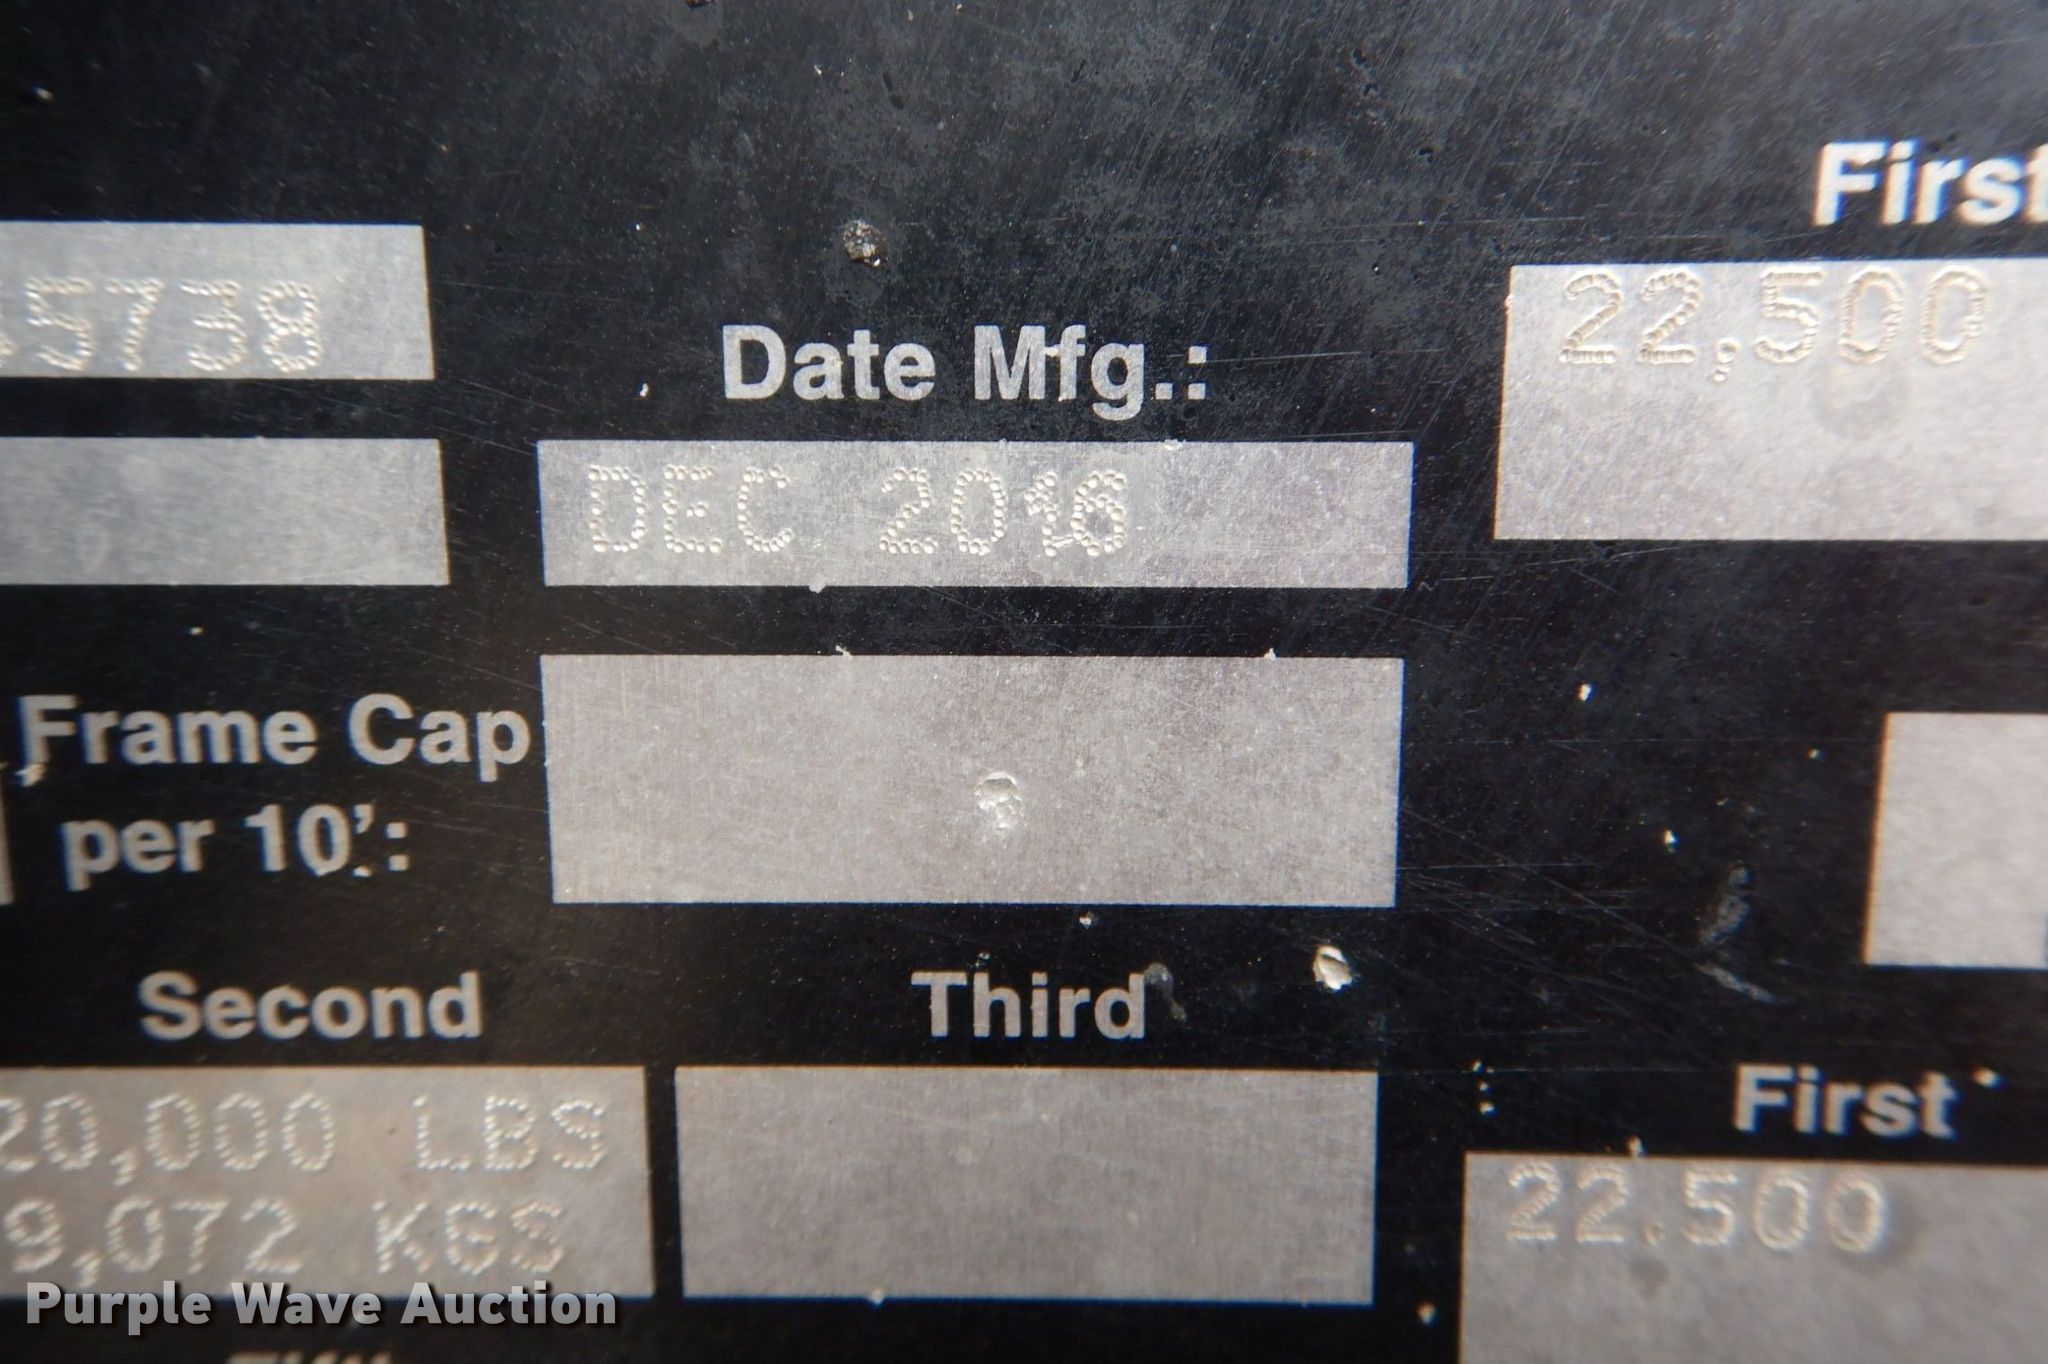 First
5738
22,500
Date Mfg.:
DEC 2016
Frame Cap
per 10':
Second
Third
20,000 LBS
9,072 KGS
First
22.500
Purple Wave Auction